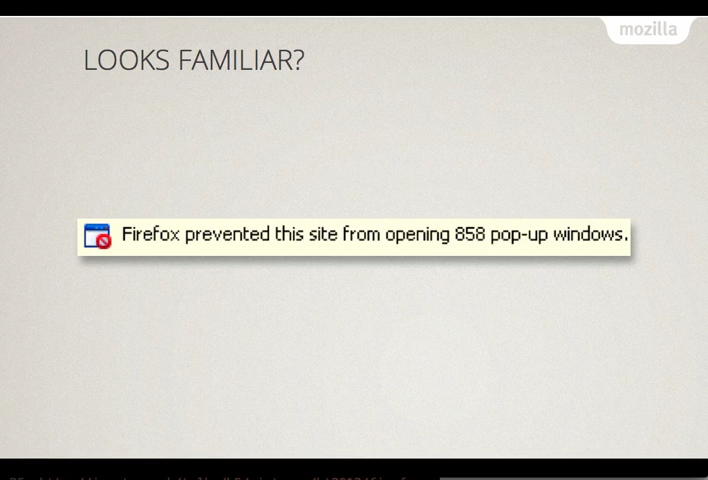 mozilla
LOOKS FAMILIAR?
Firefox prevented this site from opening 858 pop-up windows.